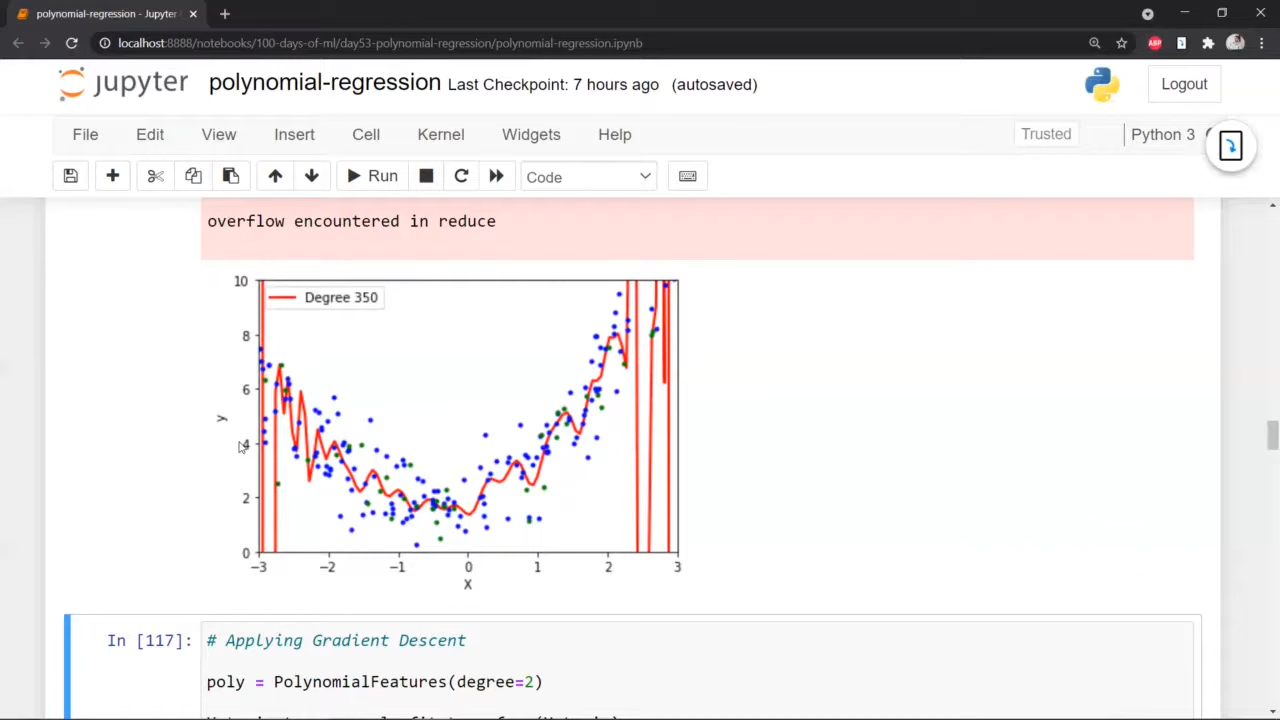 polynomial-regression - Jupyter
localhost:8888/notebooks/100-days-of-ml/day53-polynomial-regression/polynomial-regression.ipynb
ABP
jupyter polynomial-regression Last Checkpoint: 7 hours ago (autosaved)
Logout
File Edit View Insert Cell Kernel Widgets Help Trusted Python 3
Run Code
overflow encountered in reduce
10
Degree 350
8
6
y
4
2
0
−3 −2 −1 0 1 2 3
X
In [117]: # Applying Gradient Descent
poly = PolynomialFeatures(degree=2)